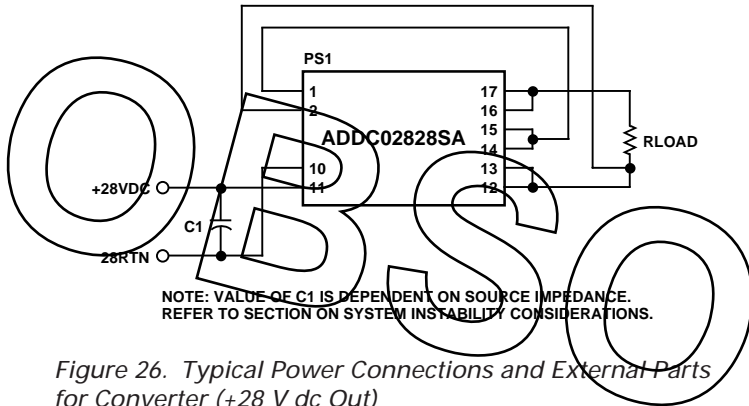 PS1
1
2
10
11
ADDC02828SA
17
16
15
14
13
12
RLOAD
+28VDC
C1
28RTN
NOTE: VALUE OF C1 IS DEPENDENT ON SOURCE IMPEDANCE.
REFER TO SECTION ON SYSTEM INSTABILITY CONSIDERATIONS.
Figure 26. Typical Power Connections and External Parts
for Converter (+28 V dc Out)
OBSO